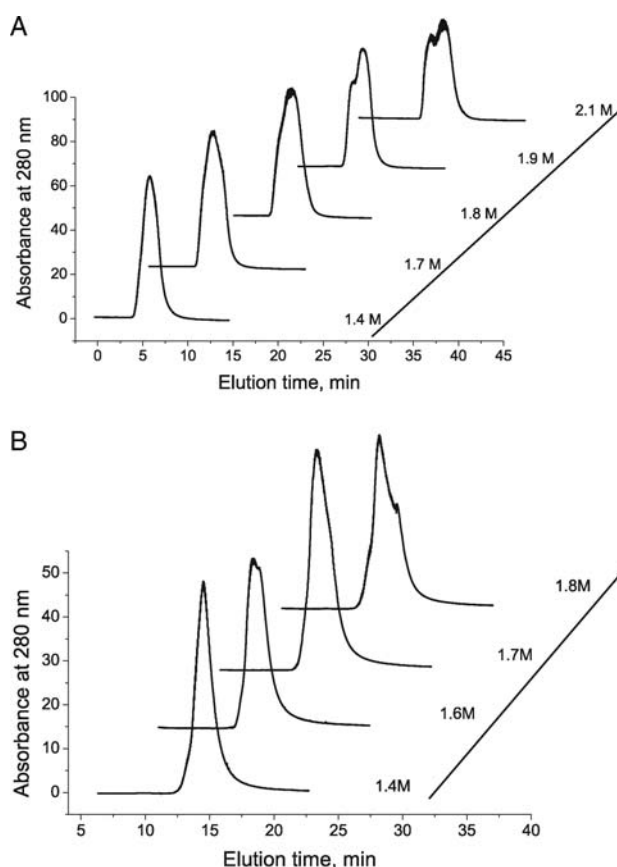 A
Absorbance at 280 nm
100
80
60
40
20
0
2.1 M
1.9 M
1.8 M
1.7 M
1.4 M
0 5 10 15 20 25 30 35 40 45
Elution time, min
B
Absorbance at 280 nm
50
40
30
20
10
0
1.8M
1.7M
1.6M
1.4M
5 10 15 20 25 30 35 40
Elution time, min